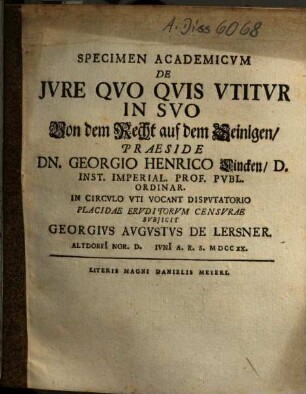 A. Diss 6068
SPECIMEN ACADEMICVM
DE
JVRE QVO QVIS VTITVR
IN SVO
Von dem Recht auf dem Seinigen/
PRAESIDE
DN. GEORGIO HENRICO Lincken/ D.
INST. IMPERIAL. PROF. PVBL.
ORDINAR.
IN CIRCVLO VTI VOCANT DISPVTATORIO
PLACIDAE ERVDITORVM CENSVRAE
SVBJICIT
GEORGIVS AVGVSTVS DE LERSNER.
ALTDORFI NOR. D. IVNI A. R. S. MDCCXX.
LITERIS MAGNI DANIELIS MEIERI.